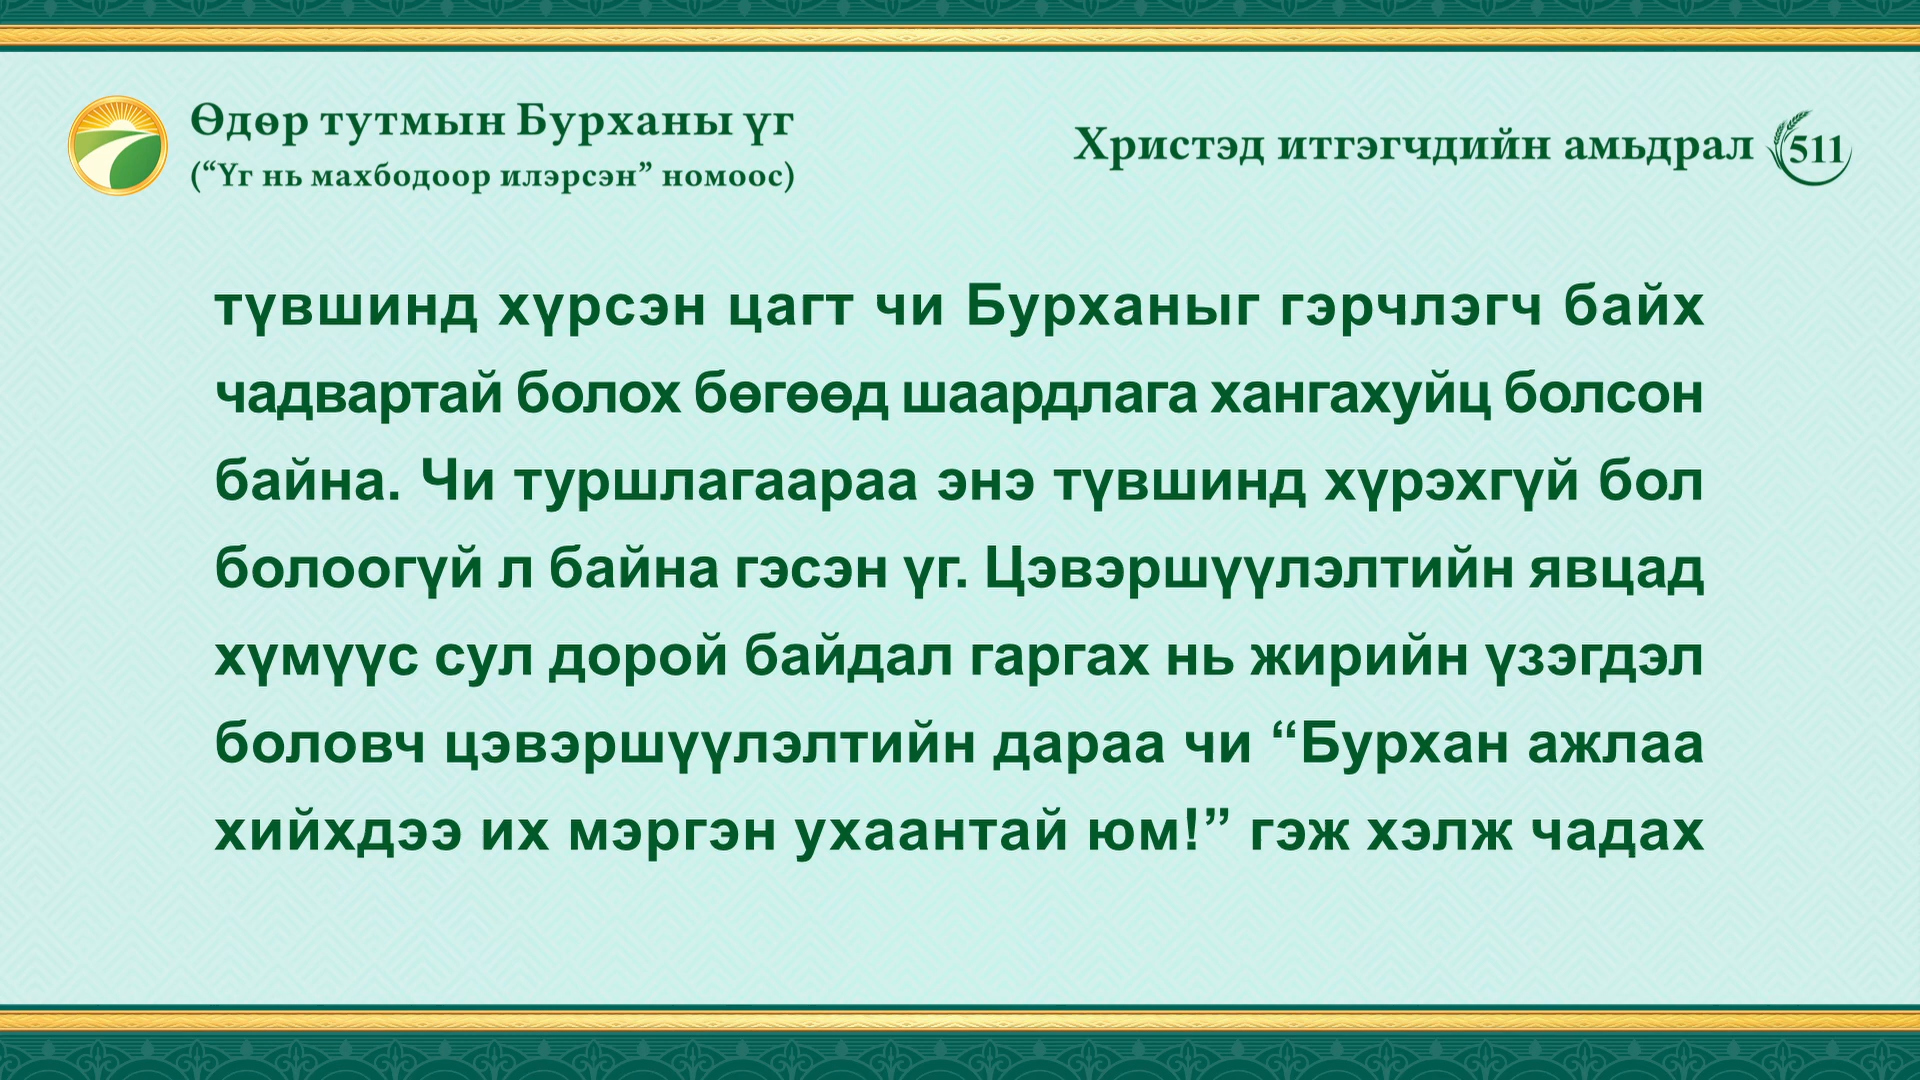 Өдөр тутмын Бурханы үг
(“Үг нь махбодоор илэрсэн” номоос)
Христэд итгэгчдийн амьдрал 511
түвшинд хүрсэн цагт чи Бурханыг гэрчлэгч байх
чадвартай болох бөгөөд шаардлага хангахуйц болсон
байна. Чи туршлагаараа энэ түвшинд хүрэхгүй бол
болоогүй л байна гэсэн үг. Цэвэршүүлэлтийн явцад
хүмүүс сул дорой байдал гаргах нь жирийн үзэгдэл
боловч цэвэршүүлэлтийн дараа чи “Бурхан ажлаа
хийхдээ их мэргэн ухаантай юм!” гэж хэлж чадах